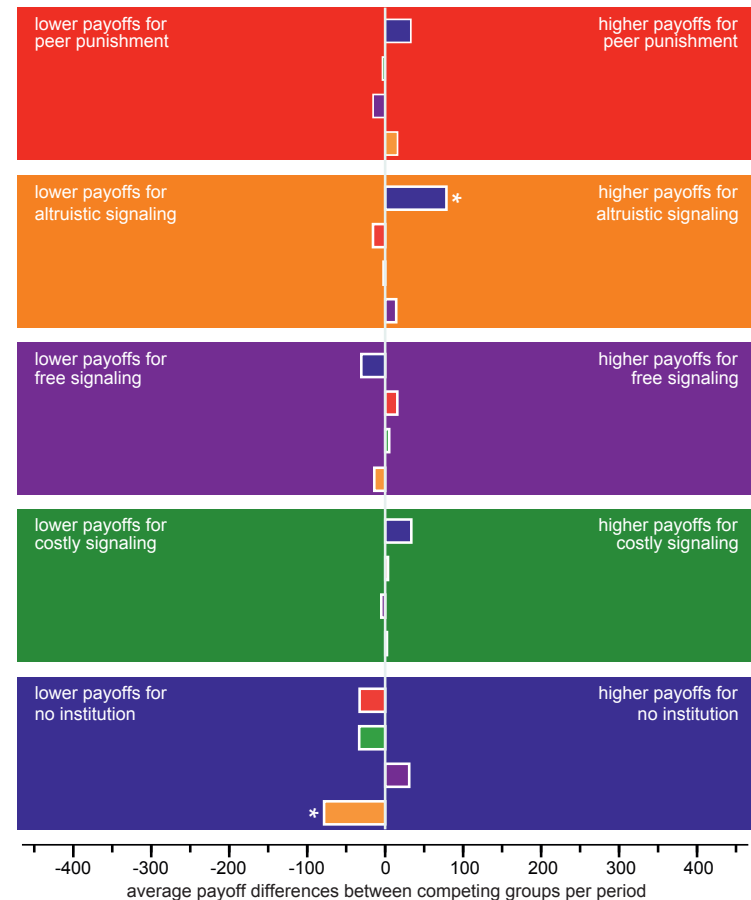 lower payoffs for
peer punishment
higher payoffs for
peer punishment
lower payoffs for
altruistic signaling
*
higher payoffs for
altruistic signaling
lower payoffs for
free signaling
higher payoffs for
free signaling
lower payoffs for
costly signaling
higher payoffs for
costly signaling
lower payoffs for
no institution
higher payoffs for
no institution
*
-400 -300 -200 -100 0 100 200 300 400
average payoff differences between competing groups per period